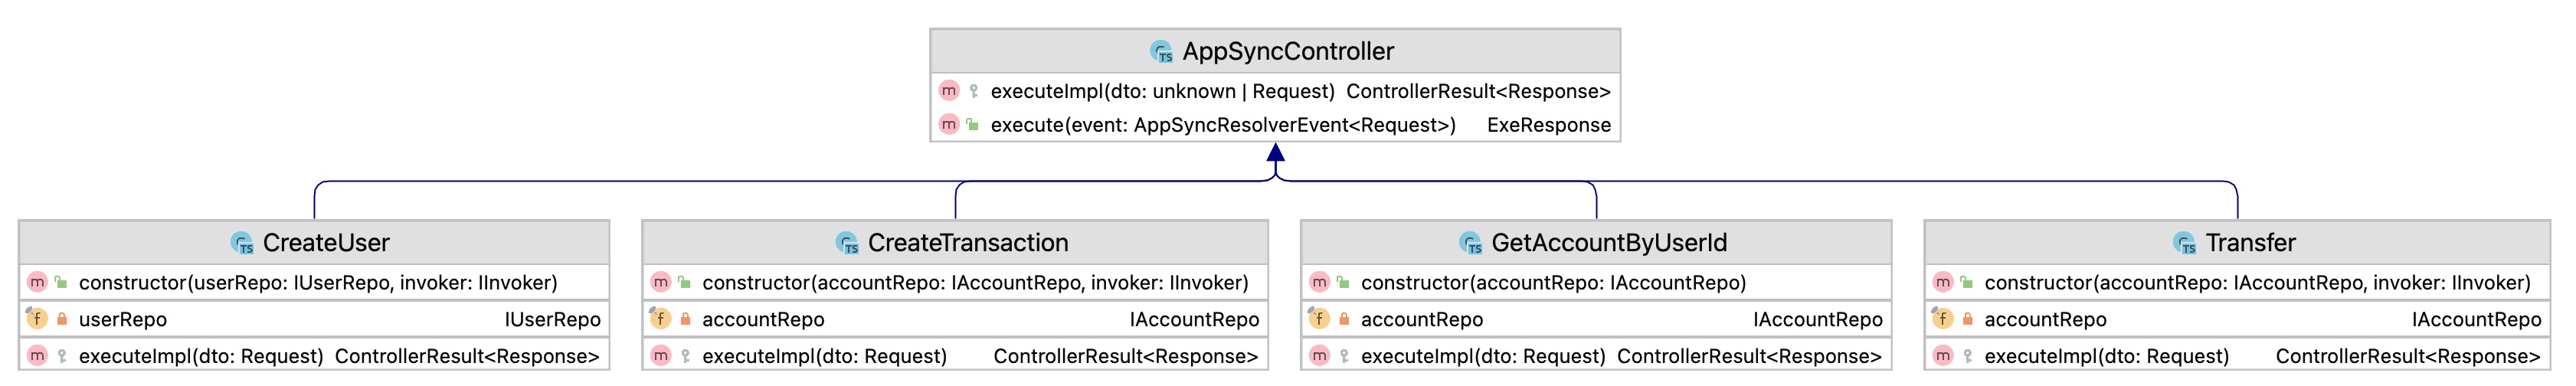 AppSyncController
executeImpl(dto: unknown | Request) ControllerResult<Response>
execute(event: AppSyncResolverEvent<Request>) ExeResponse
CreateUser
constructor(userRepo: IUserRepo, invoker: IInvoker)
userRepo IUserRepo
executeImpl(dto: Request) ControllerResult<Response>
CreateTransaction
constructor(accountRepo: IAccountRepo, invoker: IInvoker)
accountRepo IAccountRepo
executeImpl(dto: Request) ControllerResult<Response>
GetAccountByUserId
constructor(accountRepo: IAccountRepo)
accountRepo IAccountRepo
executeImpl(dto: Request) ControllerResult<Response>
Transfer
constructor(accountRepo: IAccountRepo, invoker: IInvoker)
accountRepo IAccountRepo
executeImpl(dto: Request) ControllerResult<Response>